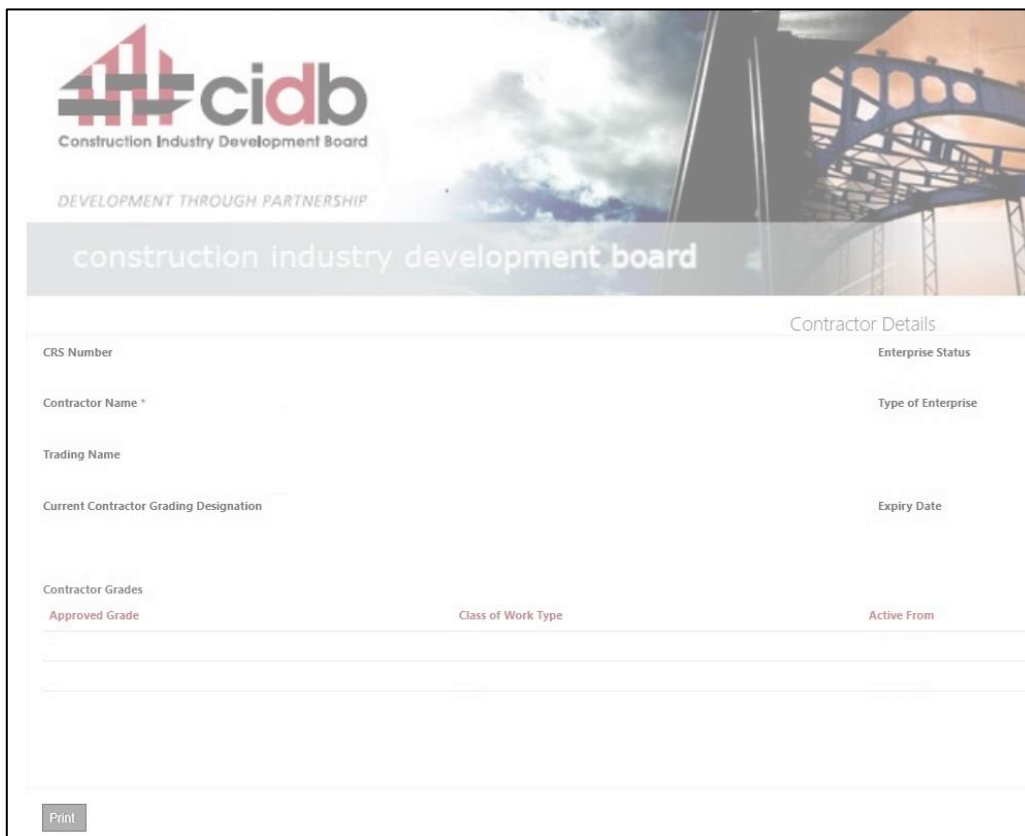 cidb
Construction Industry Development Board
DEVELOPMENT THROUGH PARTNERSHIP
construction industry development board
Contractor Details
CRS Number Enterprise Status
Contractor Name * Type of Enterprise
Trading Name
Current Contractor Grading Designation Expiry Date
Contractor Grades
Approved Grade Class of Work Type Active From
Print